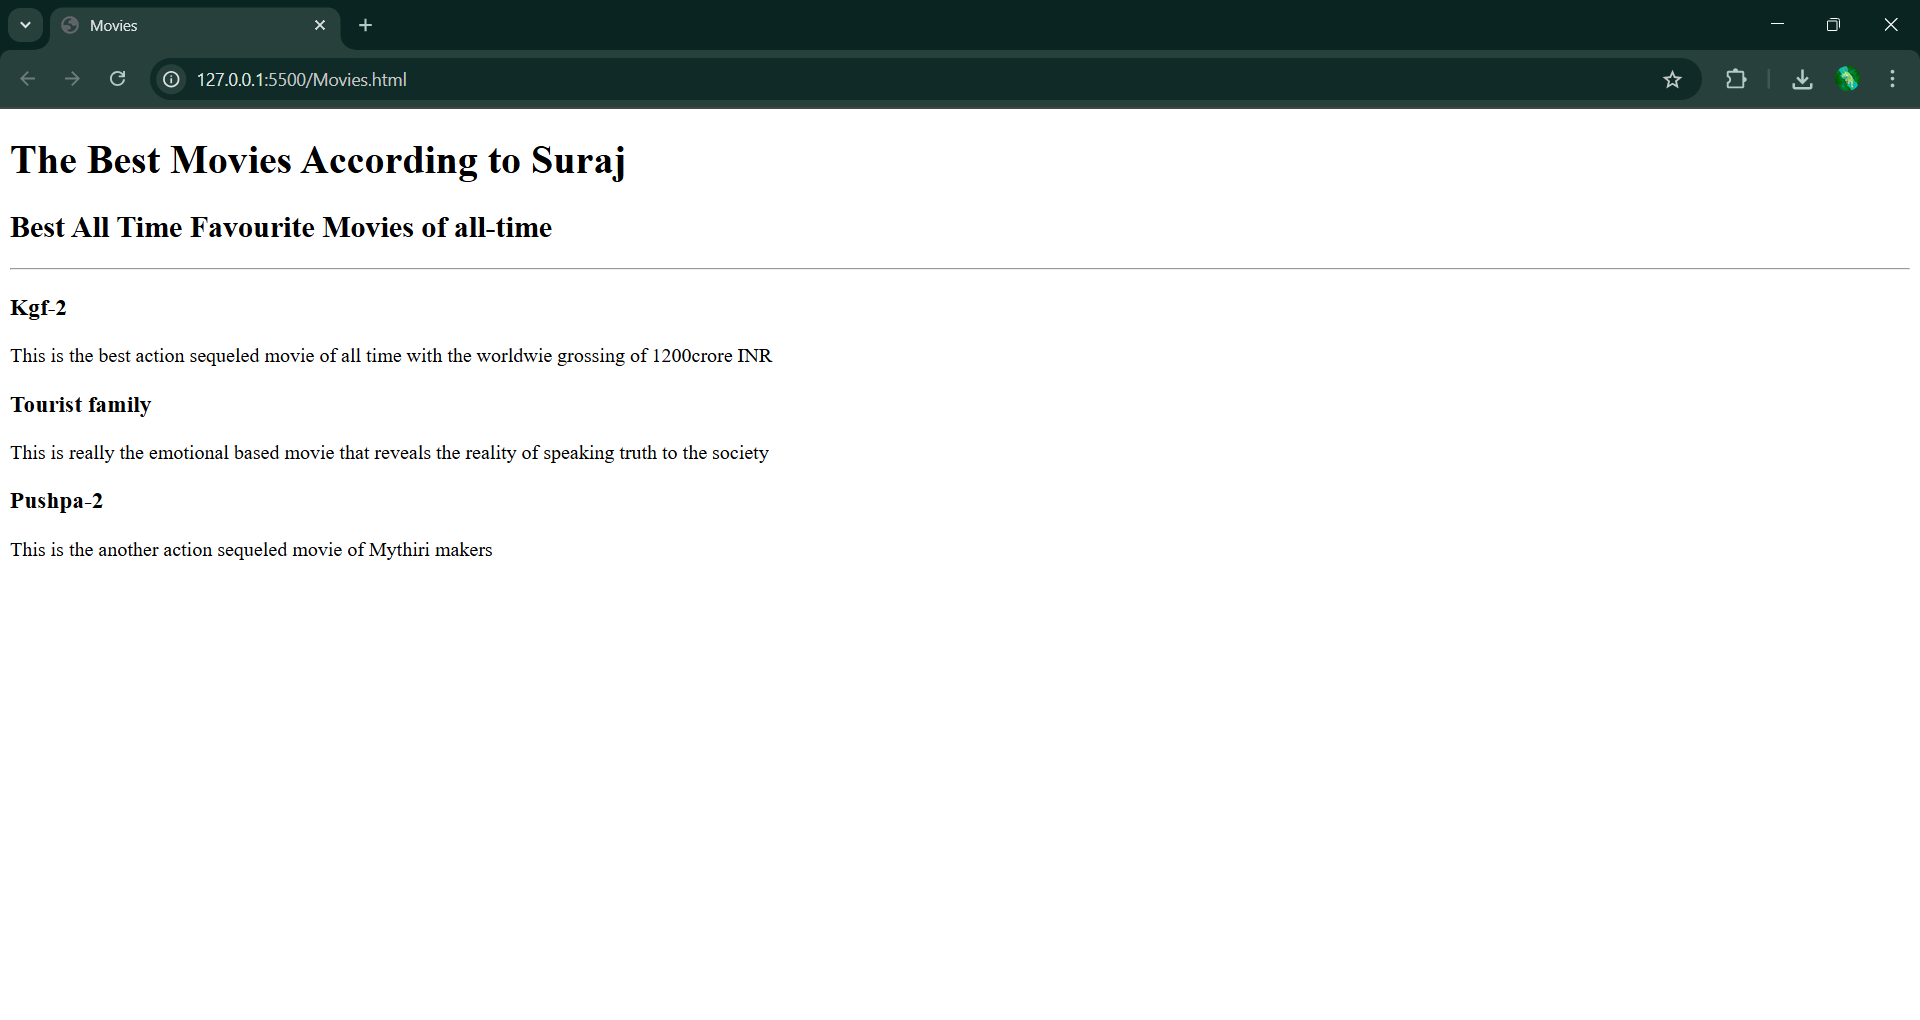 Movies
127.0.0.1:5500/Movies.html
The Best Movies According to Suraj
Best All Time Favourite Movies of all-time
Kgf-2
This is the best action sequeled movie of all time with the worldwie grossing of 1200crore INR
Tourist family
This is really the emotional based movie that reveals the reality of speaking truth to the society
Pushpa-2
This is the another action sequeled movie of Mythiri makers